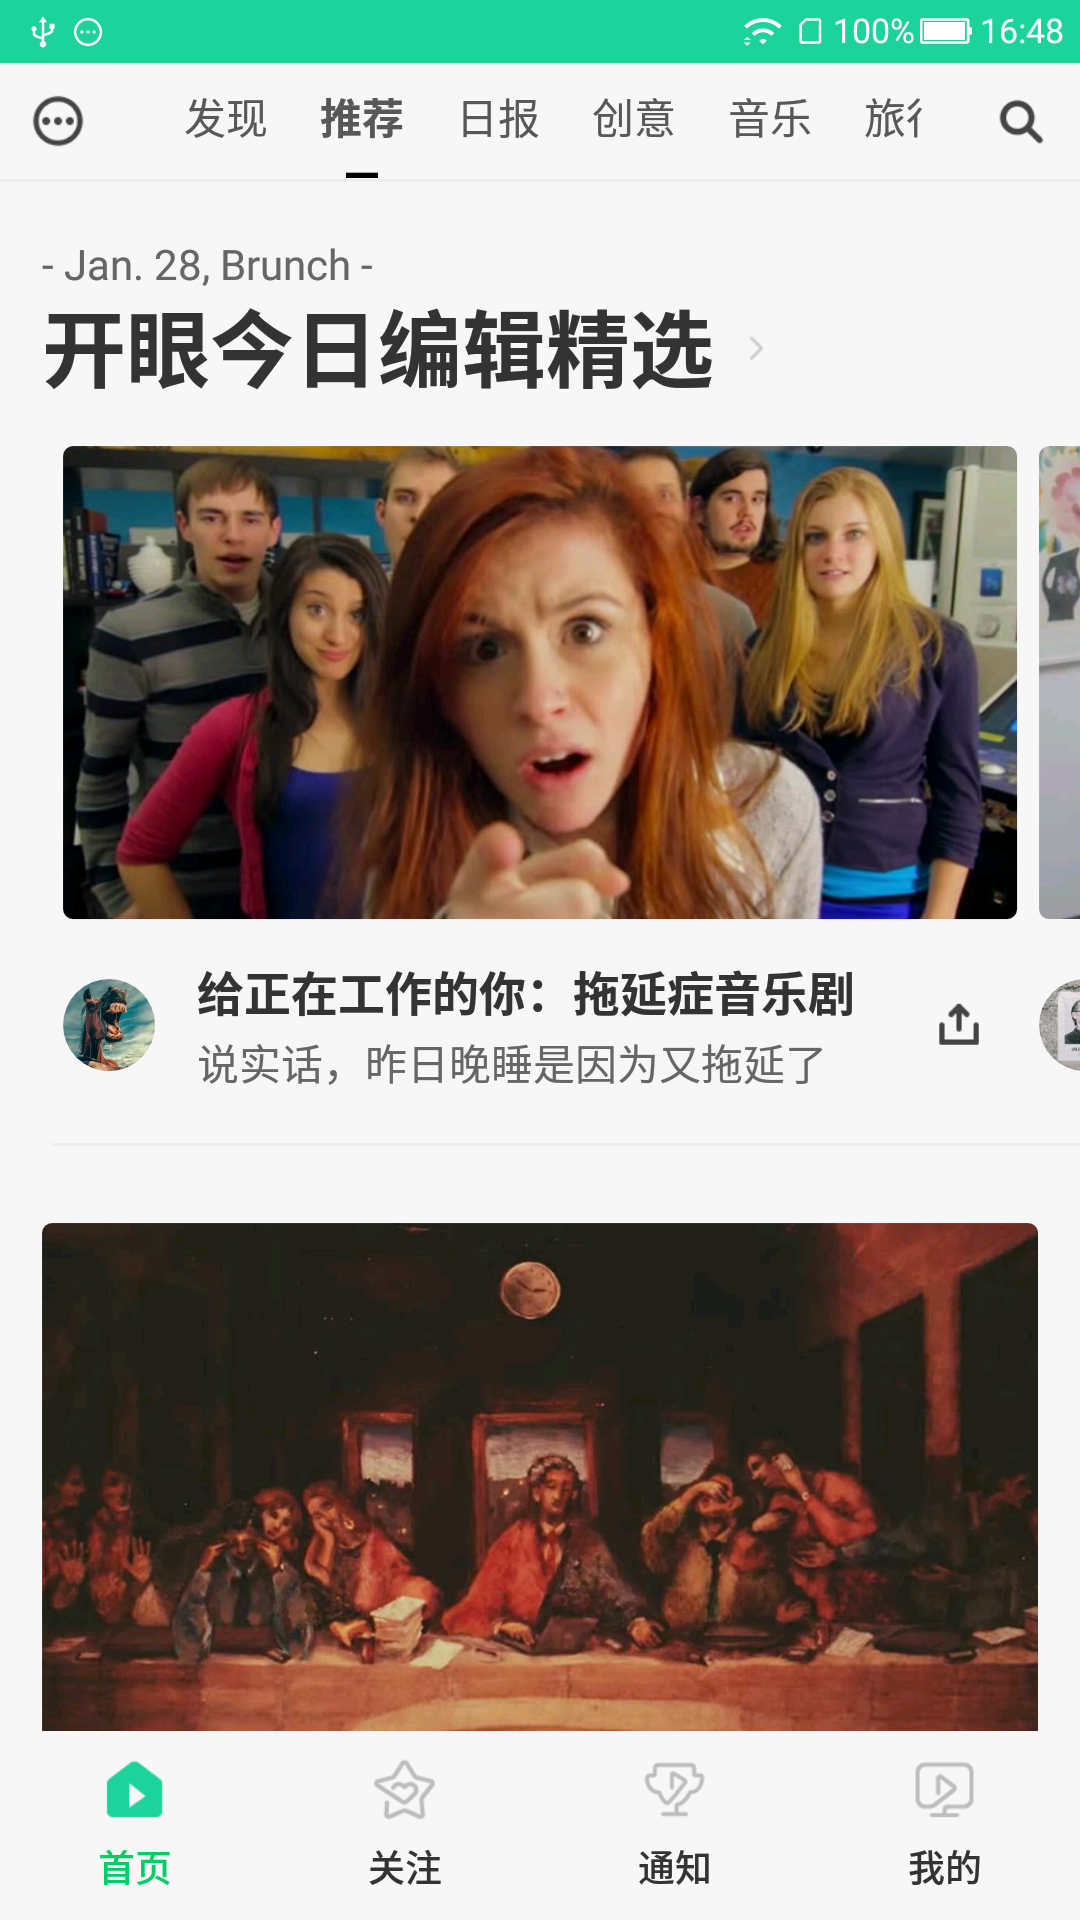 100% 16:48
发现 推荐 日报 创意 音乐 旅行
- Jan. 28, Brunch -
开眼今日编辑精选
给正在工作的你：拖延症音乐剧
说实话，昨日晚睡是因为又拖延了
首页 关注 通知 我的